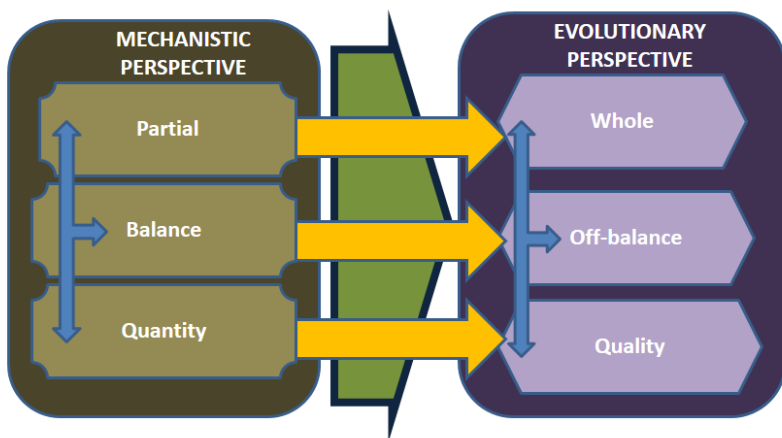 MECHANISTIC
PERSPECTIVE
Partial
Balance
Quantity
EVOLUTIONARY
PERSPECTIVE
Whole
Off-balance
Quality